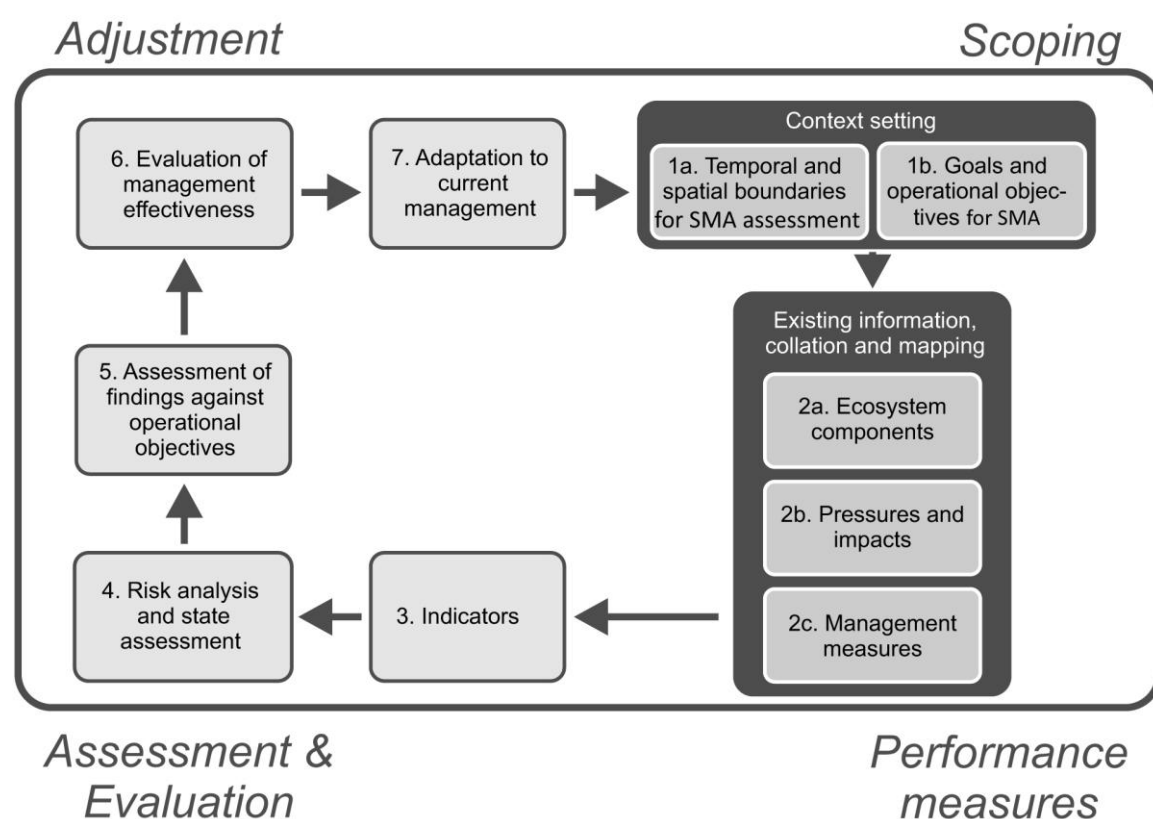 Adjustment
Scoping
6. Evaluation of
management
effectiveness
7. Adaptation to
current
management
Context setting
1a. Temporal and
spatial boundaries
for SMA assessment
1b. Goals and
operational objec-
tives for SMA
Existing information,
collation and mapping
2a. Ecosystem
components
2b. Pressures and
impacts
2c. Management
measures
3. Indicators
4. Risk analysis
and state
assessment
5. Assessment of
findings against
operational
objectives
Assessment &
Evaluation
Performance
measures